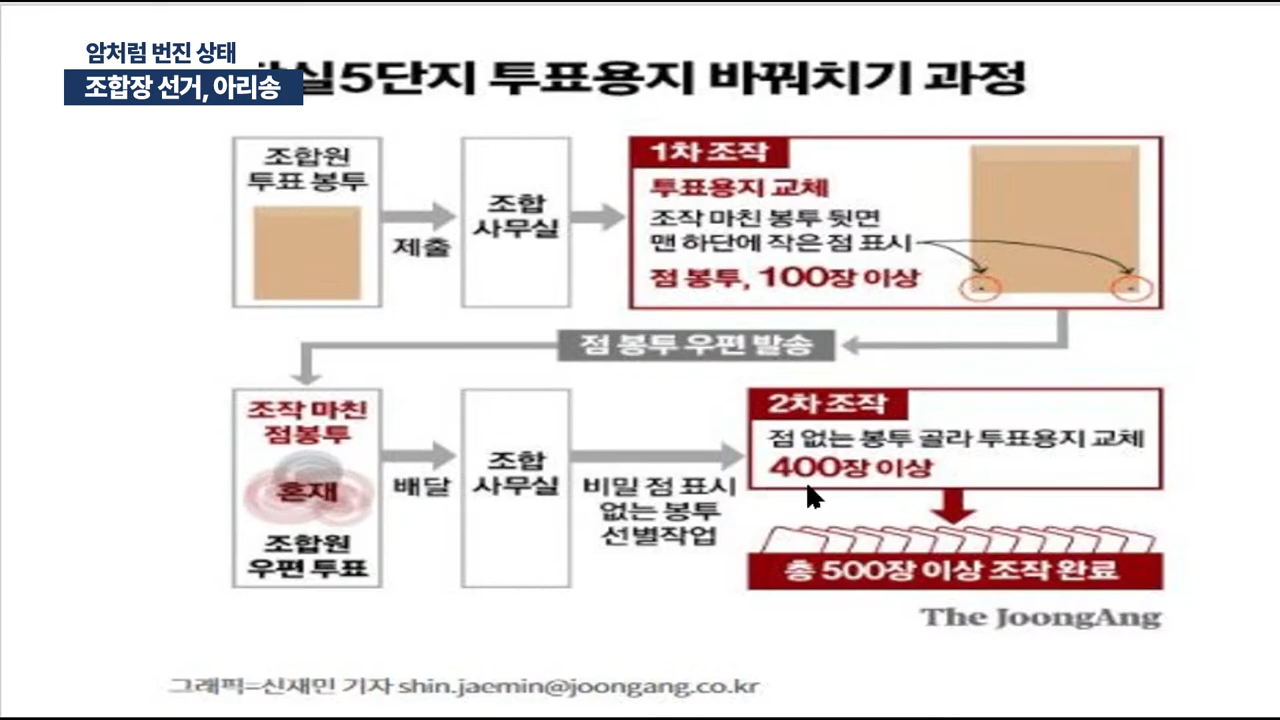 암처럼 번진 상태
조합장 선거, 아리송
실5단지 투표용지 바꿔치기 과정
조합원
투표 봉투
제출
조합
사무실
1차 조작
투표용지 교체
조작 마친 봉투 뒷면
맨 하단에 작은 점 표시
점 봉투, 100장 이상
점 봉투 우편 발송
조작 마친
점봉투
혼재
조합원
우편 투표
배달
조합
사무실
비밀 점 표시
없는 봉투
선별작업
2차 조작
점 없는 봉투 골라 투표용지 교체
400장 이상
총 500장 이상 조작 완료
The JoongAng
그래픽=신재민 기자 shin.jaemin@joongang.co.kr